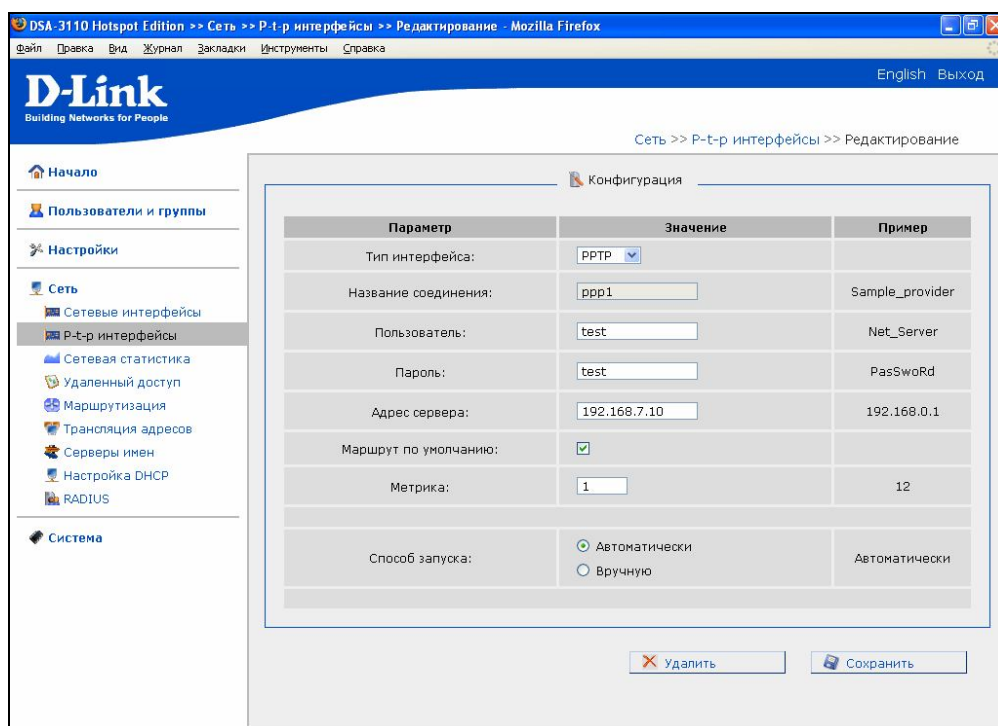 DSA-3110 Hotspot Edition >> Сеть >> P-t-p интерфейсы >> Редактирование - Mozilla Firefox
Файл Правка Вид Журнал Закладки Инструменты Справка
English Выход
D-Link
Building Networks for People
Сеть >> P-t-p интерфейсы >> Редактирование
Начало
Пользователи и группы
Настройки
Сеть
Сетевые интерфейсы
P-t-p интерфейсы
Сетевая статистика
Удаленный доступ
Маршрутизация
Трансляция адресов
Серверы имен
Настройка DHCP
RADIUS
Система
Конфигурация
Параметр Значение Пример
Тип интерфейса: PPTP
Название соединения: ppp1 Sample_provider
Пользователь: test Net_Server
Пароль: test PasSwoRd
Адрес сервера: 192.168.7.10 192.168.0.1
Маршрут по умолчанию:
Метрика: 1 12
Способ запуска: Автоматически Автоматически
Вручную
Удалить Сохранить